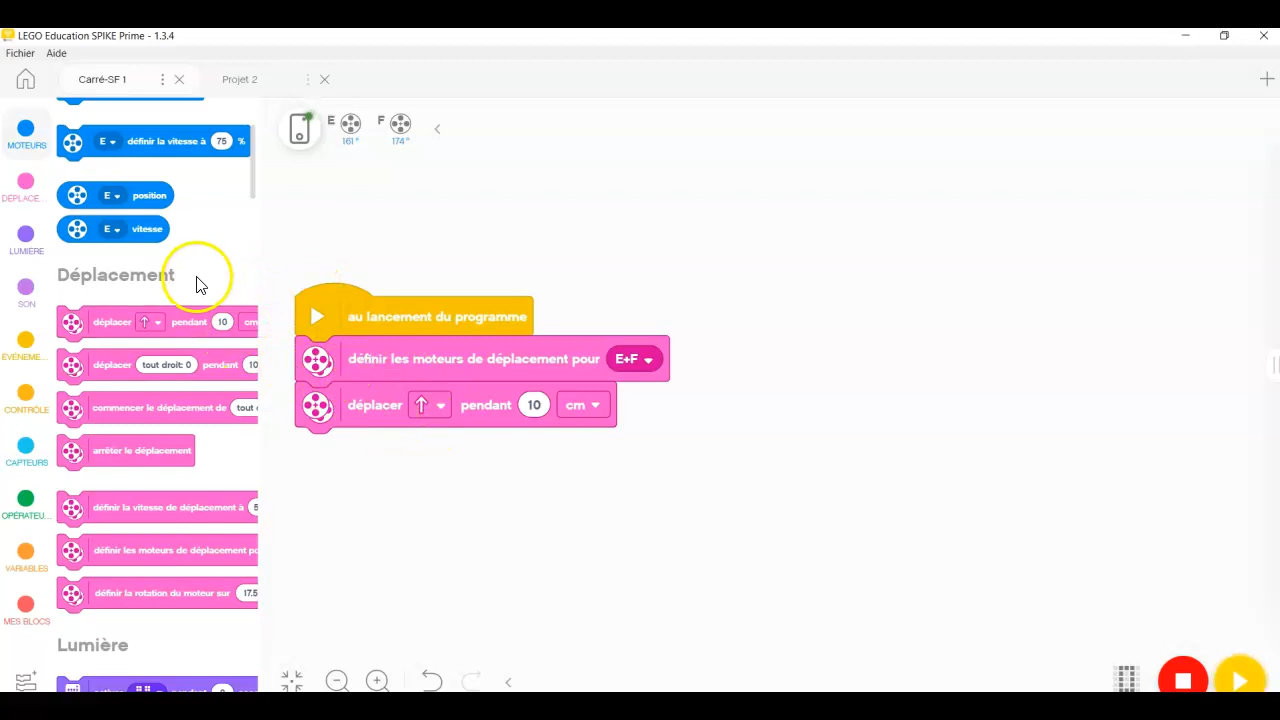 LEGO Education SPIKE Prime - 1.3.4
Fichier Aide
Carré-SF 1
Projet 2
E
161°
F
174°
MOTEURS
DÉPLACE...
LUMIÈRE
SON
ÉVÉNEME...
CONTRÔLE
CAPTEURS
OPÉRATEU...
VARIABLES
MES BLOCS
E définir la vitesse à 75 %
E position
E vitesse
Déplacement
déplacer pendant 10 cm
déplacer tout droit: 0 pendant 10
commencer le déplacement de tout
arrêter le déplacement
définir la vitesse de déplacement à
définir les moteurs de déplacement po
définir la rotation du moteur sur 17.5
Lumière
au lancement du programme
définir les moteurs de déplacement pour E+F
déplacer pendant 10 cm